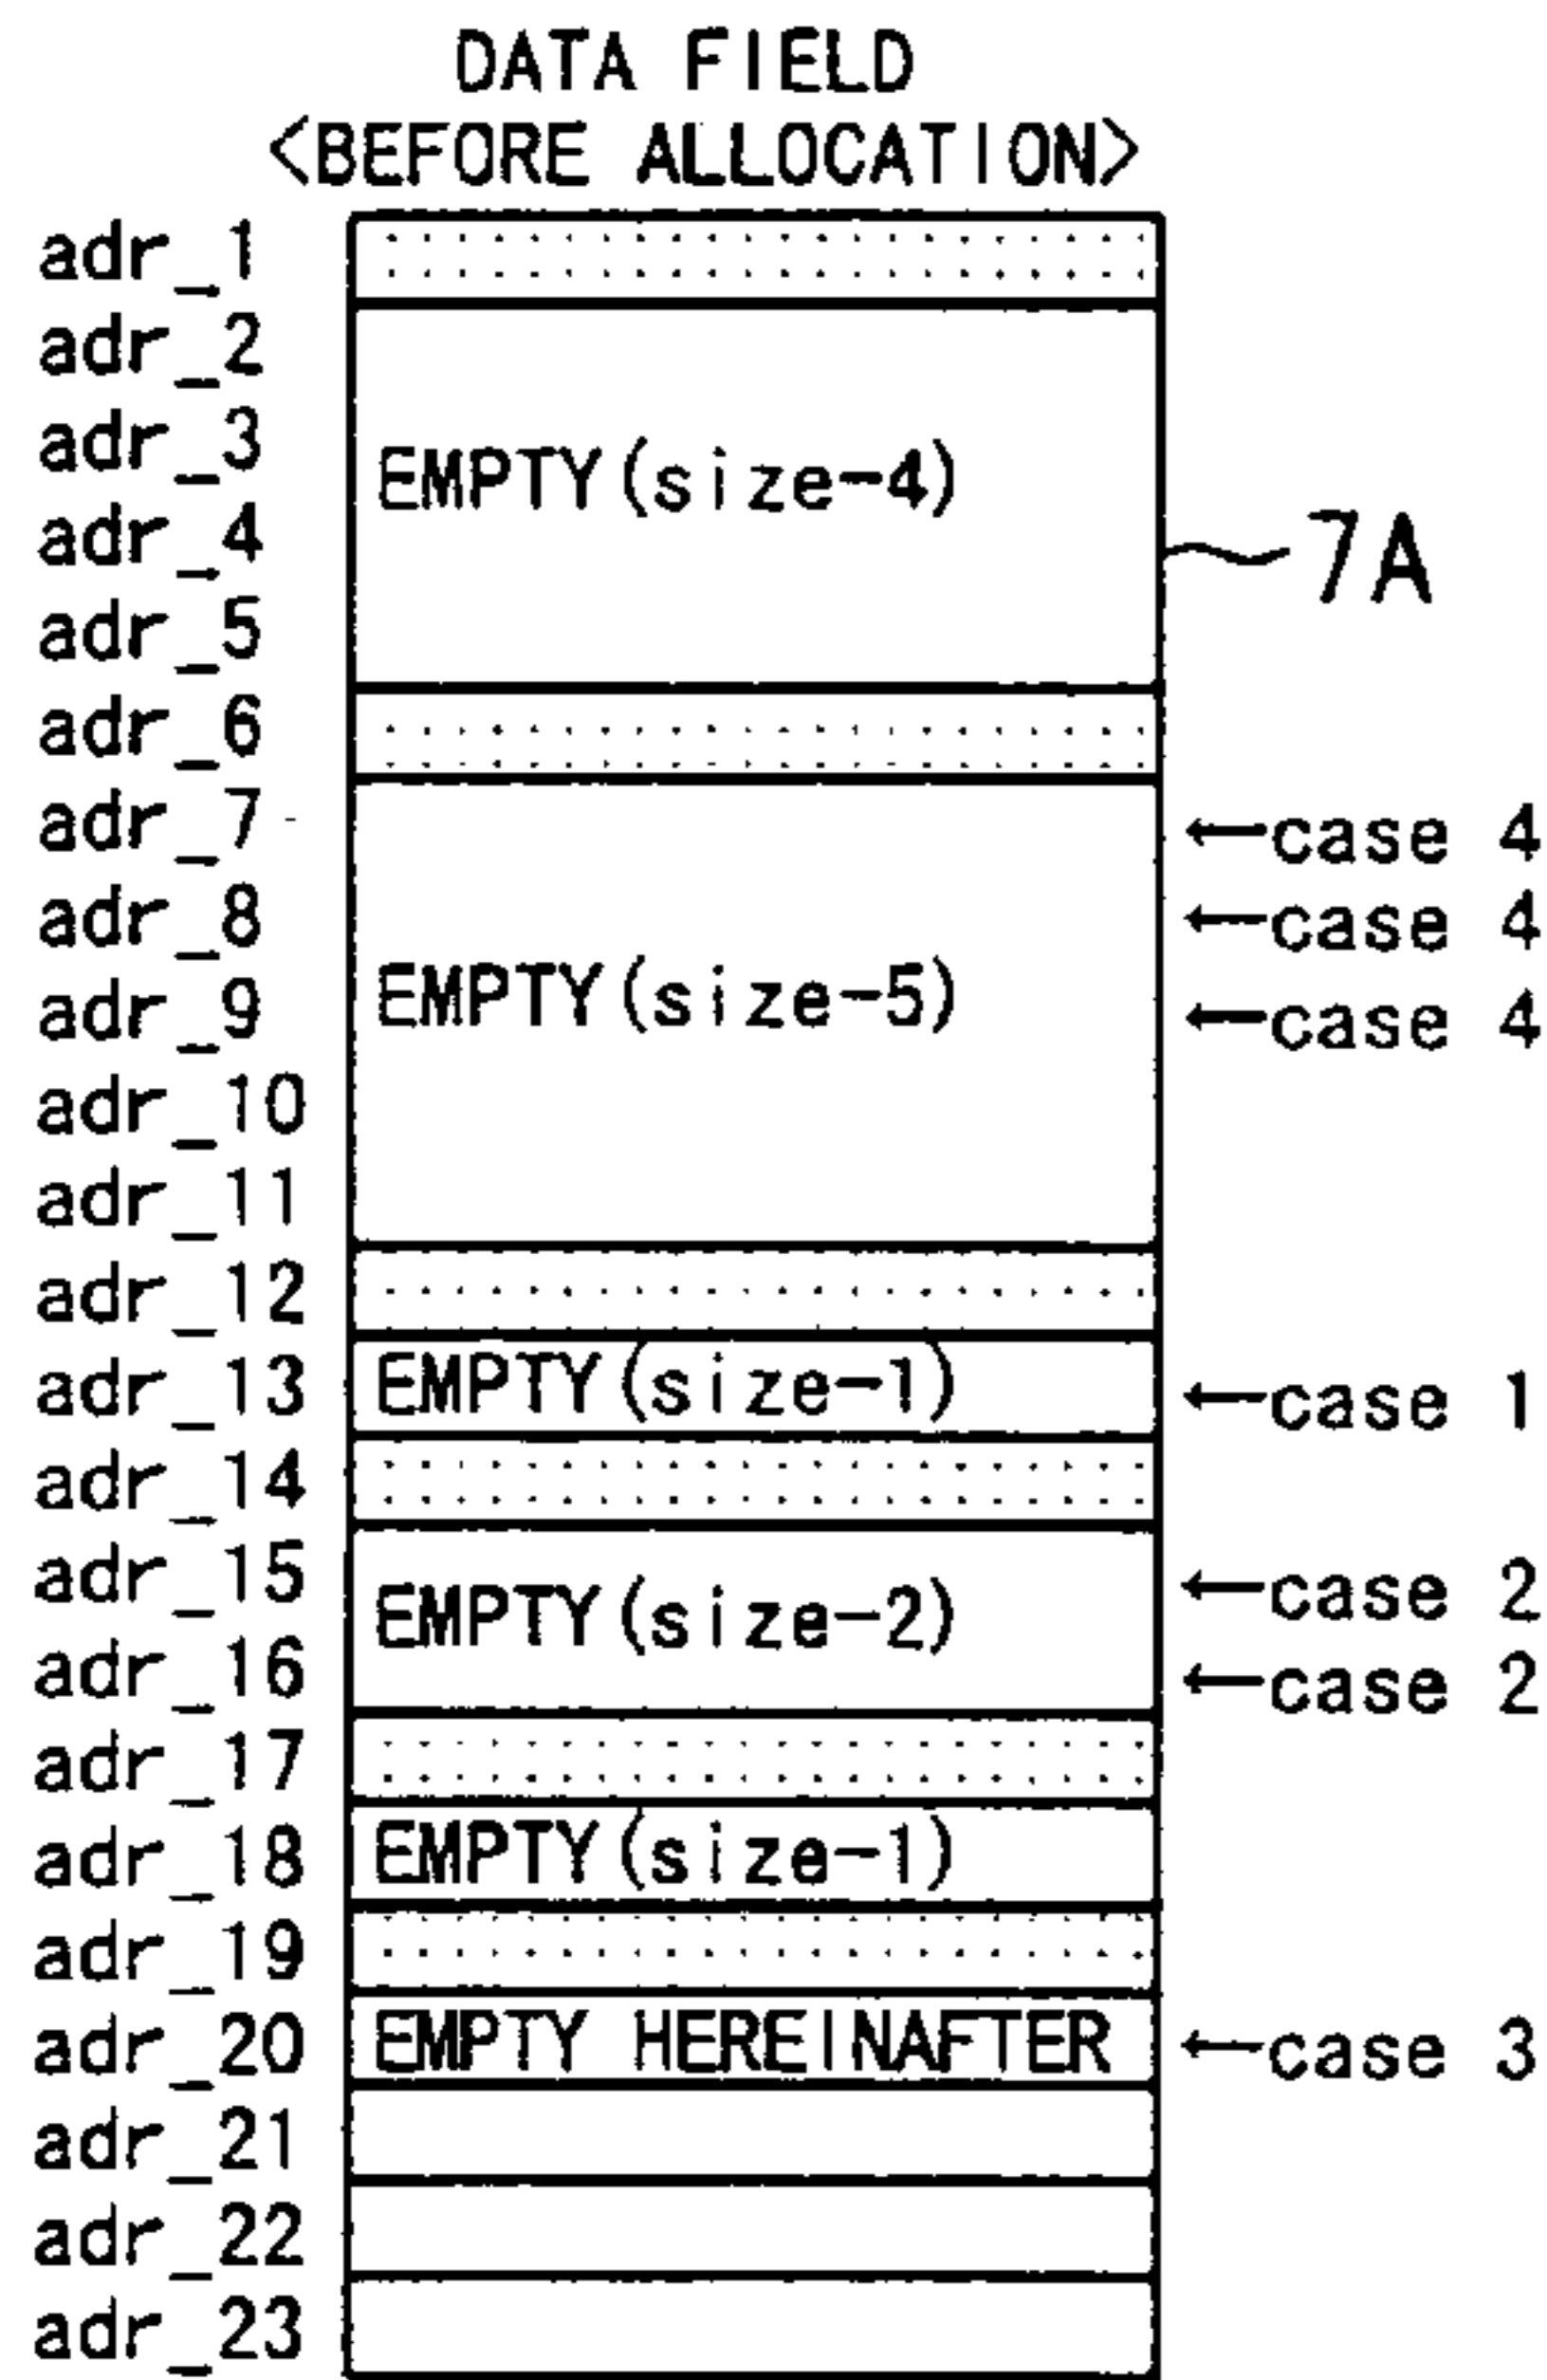 DATA FIELD
<BEFORE ALLOCATION>
adr_1
adr_2
adr_3
EMPTY(size-4)
adr_4
7A
adr_5
adr_6
adr_7
←case 4
adr_8
←case 4
adr_9
EMPTY(size-5)
←case 4
adr_10
adr_11
adr_12
adr_13
EMPTY(size-1)
←case 1
adr_14
adr_15
←case 2
EMPTY(size-2)
adr_16
←case 2
adr_17
adr_18
EMPTY(size-1)
adr_19
adr_20
EMPTY HEREINAFTER
←case 3
adr_21
adr_22
adr_23